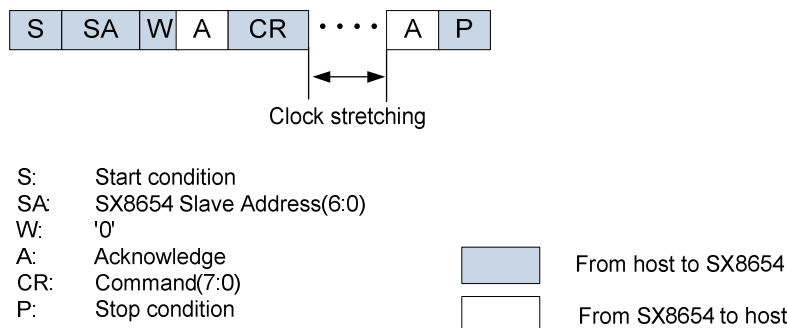 S SA W A CR • • • • A P
Clock stretching
S: Start condition
SA: SX8654 Slave Address(6:0)
W: '0'
A: Acknowledge
CR: Command(7:0)
P: Stop condition
From host to SX8654
From SX8654 to host